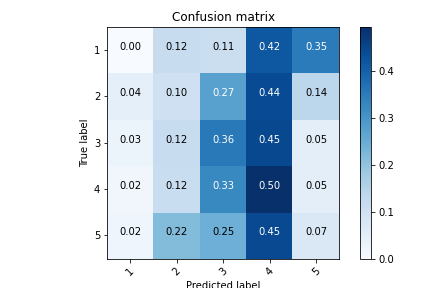 Confusion matrix
1 0.00 0.12 0.11 0.42 0.35
2 0.04 0.10 0.27 0.44 0.14
3 0.03 0.12 0.36 0.45 0.05
4 0.02 0.12 0.33 0.50 0.05
5 0.02 0.22 0.25 0.45 0.07
1 2 3 4 5
True label
Predicted label
0.4
0.3
0.2
0.1
0.0